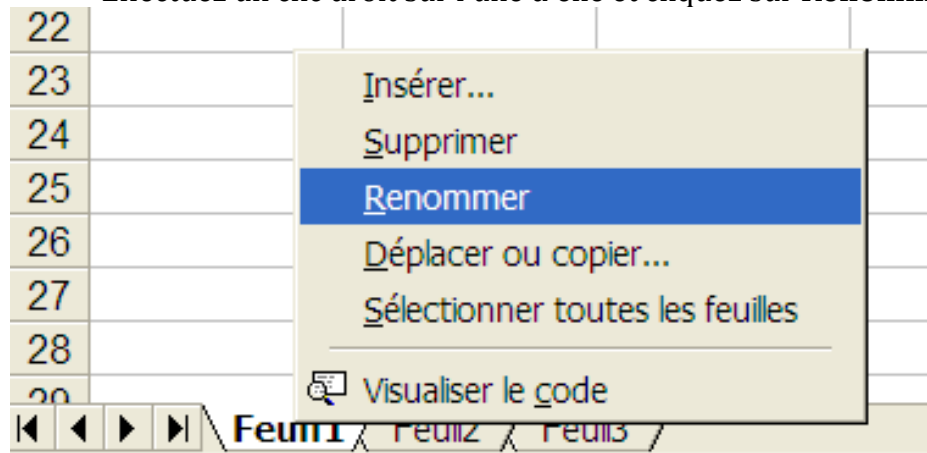 22
23
Insérer...
24
Supprimer
25
Renommer
26
Déplacer ou copier...
27
Sélectionner toutes les feuilles
28
29
Visualiser le code
Feuil1 Feuil2 Feuil3